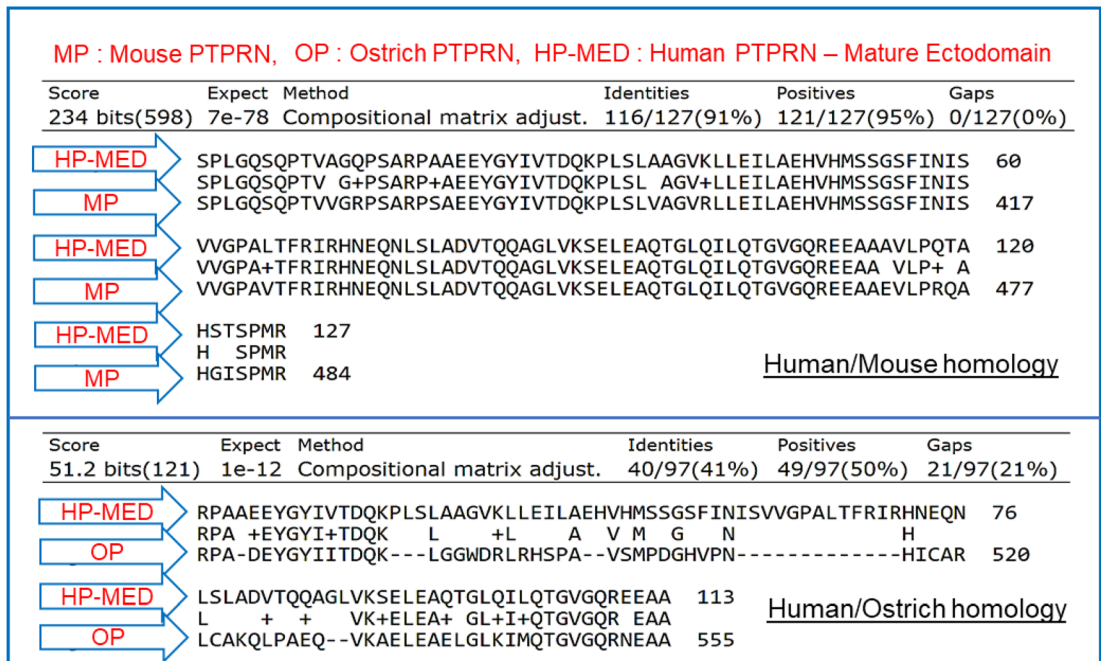 MP : Mouse PTPRN, OP : Ostrich PTPRN, HP-MED : Human PTPRN – Mature Ectodomain
Score Expect Method Identities Positives Gaps
234 bits(598) 7e-78 Compositional matrix adjust. 116/127(91%) 121/127(95%) 0/127(0%)
HP-MED SPLGQSQPTVAGQPSARPAAEEYGYIVTDQKPLSLAAGVKLLEILAEHVHMSSGSFINIS 60
SPLGQSQPTV G+PSARP+AEEYGYIVTDQKPLSL AGV+LLEILAEHVHMSSGSFINIS
MP SPLGQSQPTVVGRPSARPSAEEYGYIVTDQKPLSLVAGVRLLEILAEHVHMSSGSFINIS 417
HP-MED VVGPALTFRIRHNEQNLSLADVTQQAGLVKSELEAQTGLQILQTGVGQREEAAAVLPQTA 120
VVGPA+TFRIRHNEQNLSLADVTQQAGLVKSELEAQTGLQILQTGVGQREEAA VLP+ A
MP VVGPAVTFRIRHNEQNLSLADVTQQAGLVKSELEAQTGLQILQTGVGQREEAAEVLPRQA 477
HP-MED HSTSPMR 127
H SPMR
MP HGISPMR 484
Human/Mouse homology
Score Expect Method Identities Positives Gaps
51.2 bits(121) 1e-12 Compositional matrix adjust. 40/97(41%) 49/97(50%) 21/97(21%)
HP-MED RPAAEEYGYIVTDQKPLSLAAGVKLLEILAEHVHMSSGSFINISVVGPALTFRIRHNEQN 76
RPA +EYGYI+TDQK L +L A V M G N H
OP RPA-DEYGYIITDQK---LGGWDRLRHSPA--VSMPDGHVPN-------------HICAR 520
HP-MED LSLADVTQQAGLVKSELEAQTGLQILQTGVGQREEAA 113
L + + VK+ELEA+ GL+I+QTGVGQR EAA
OP LCAKQLPAEQ--VKAELEAELGLKIMQTGVGQRNEAA 555
Human/Ostrich homology